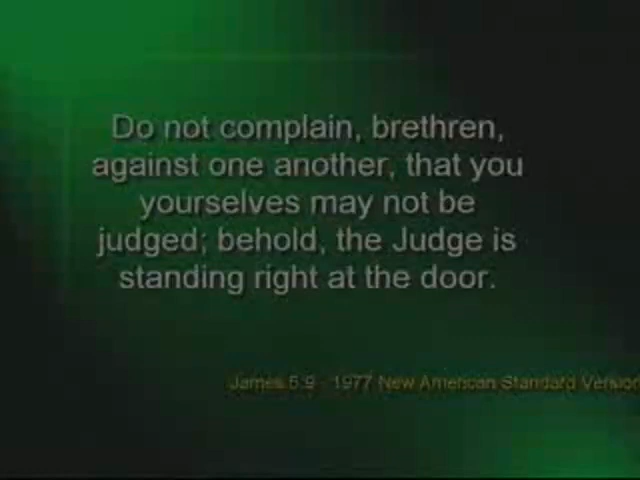 Do not complain, brethren,
against one another, that you
yourselves may not be
judged; behold, the Judge is
standing right at the door.
James 5:9 - 1977 New American Standard Version